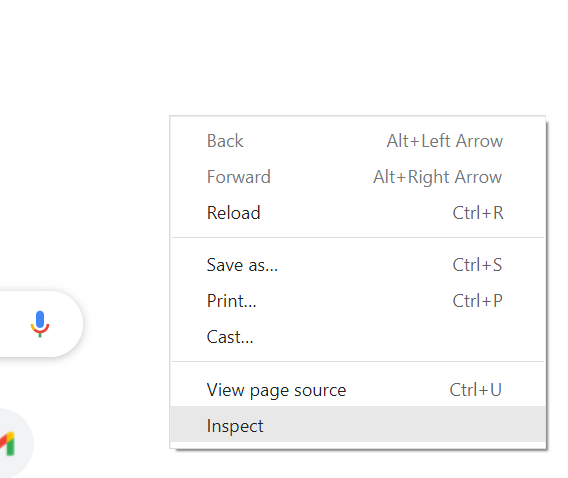 Back Alt+Left Arrow
Forward Alt+Right Arrow
Reload Ctrl+R
Save as... Ctrl+S
Print... Ctrl+P
Cast...
View page source Ctrl+U
Inspect